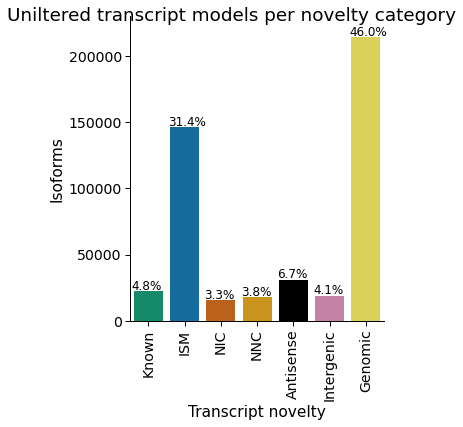 Uniltered transcript models per novelty category
Isoforms
200000
150000
100000
50000
0
4.8%
31.4%
3.3%
3.8%
6.7%
4.1%
46.0%
Known
ISM
NIC
NNC
Antisense
Intergenic
Genomic
Transcript novelty